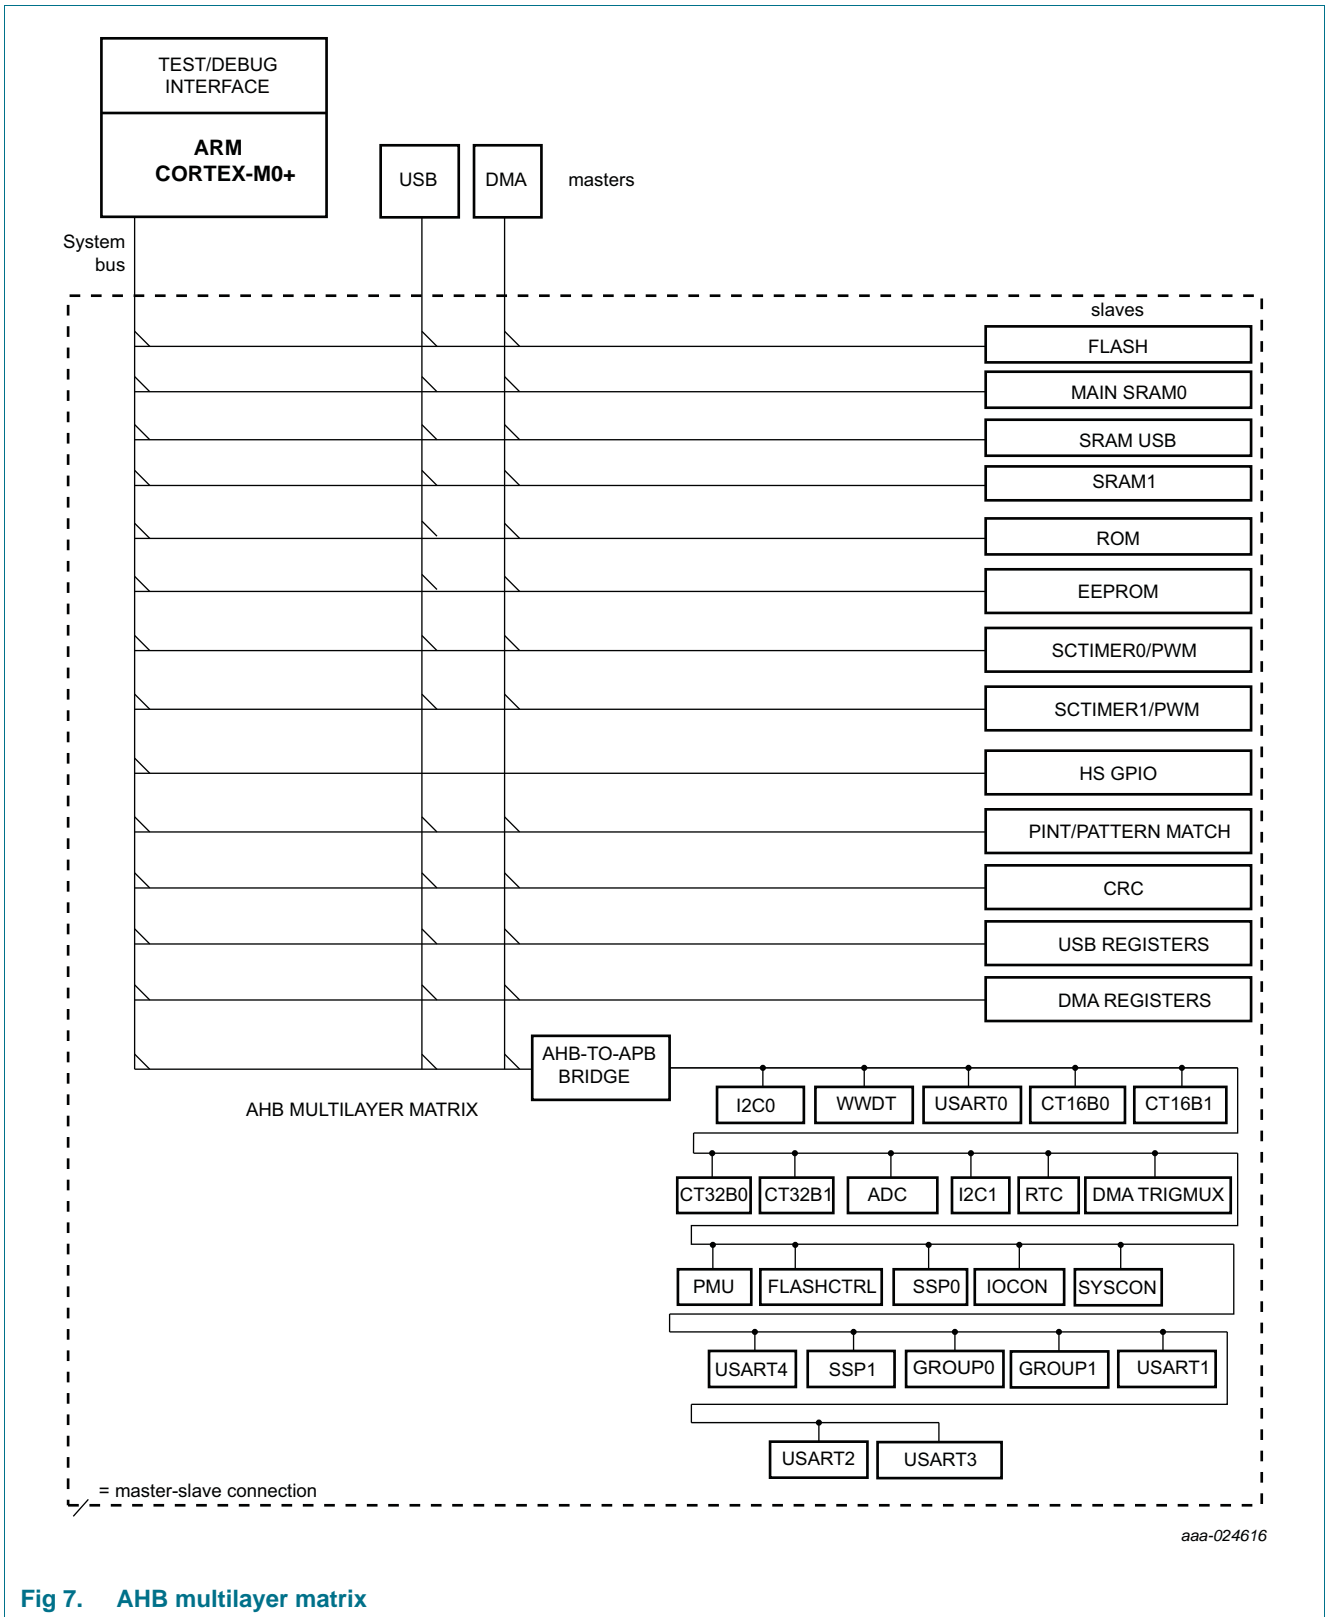 TEST/DEBUG
INTERFACE
ARM
CORTEX-M0+
USB
DMA
masters
System
bus
slaves
FLASH
MAIN SRAM0
SRAM USB
SRAM1
ROM
EEPROM
SCTIMER0/PWM
SCTIMER1/PWM
HS GPIO
PINT/PATTERN MATCH
CRC
USB REGISTERS
DMA REGISTERS
AHB-TO-APB
BRIDGE
AHB MULTILAYER MATRIX
I2C0
WWDT
USART0
CT16B0
CT16B1
CT32B0
CT32B1
ADC
I2C1
RTC
DMA TRIGMUX
PMU
FLASHCTRL
SSP0
IOCON
SYSCON
USART4
SSP1
GROUP0
GROUP1
USART1
USART2
USART3
= master-slave connection
aaa-024616
Fig 7. AHB multilayer matrix